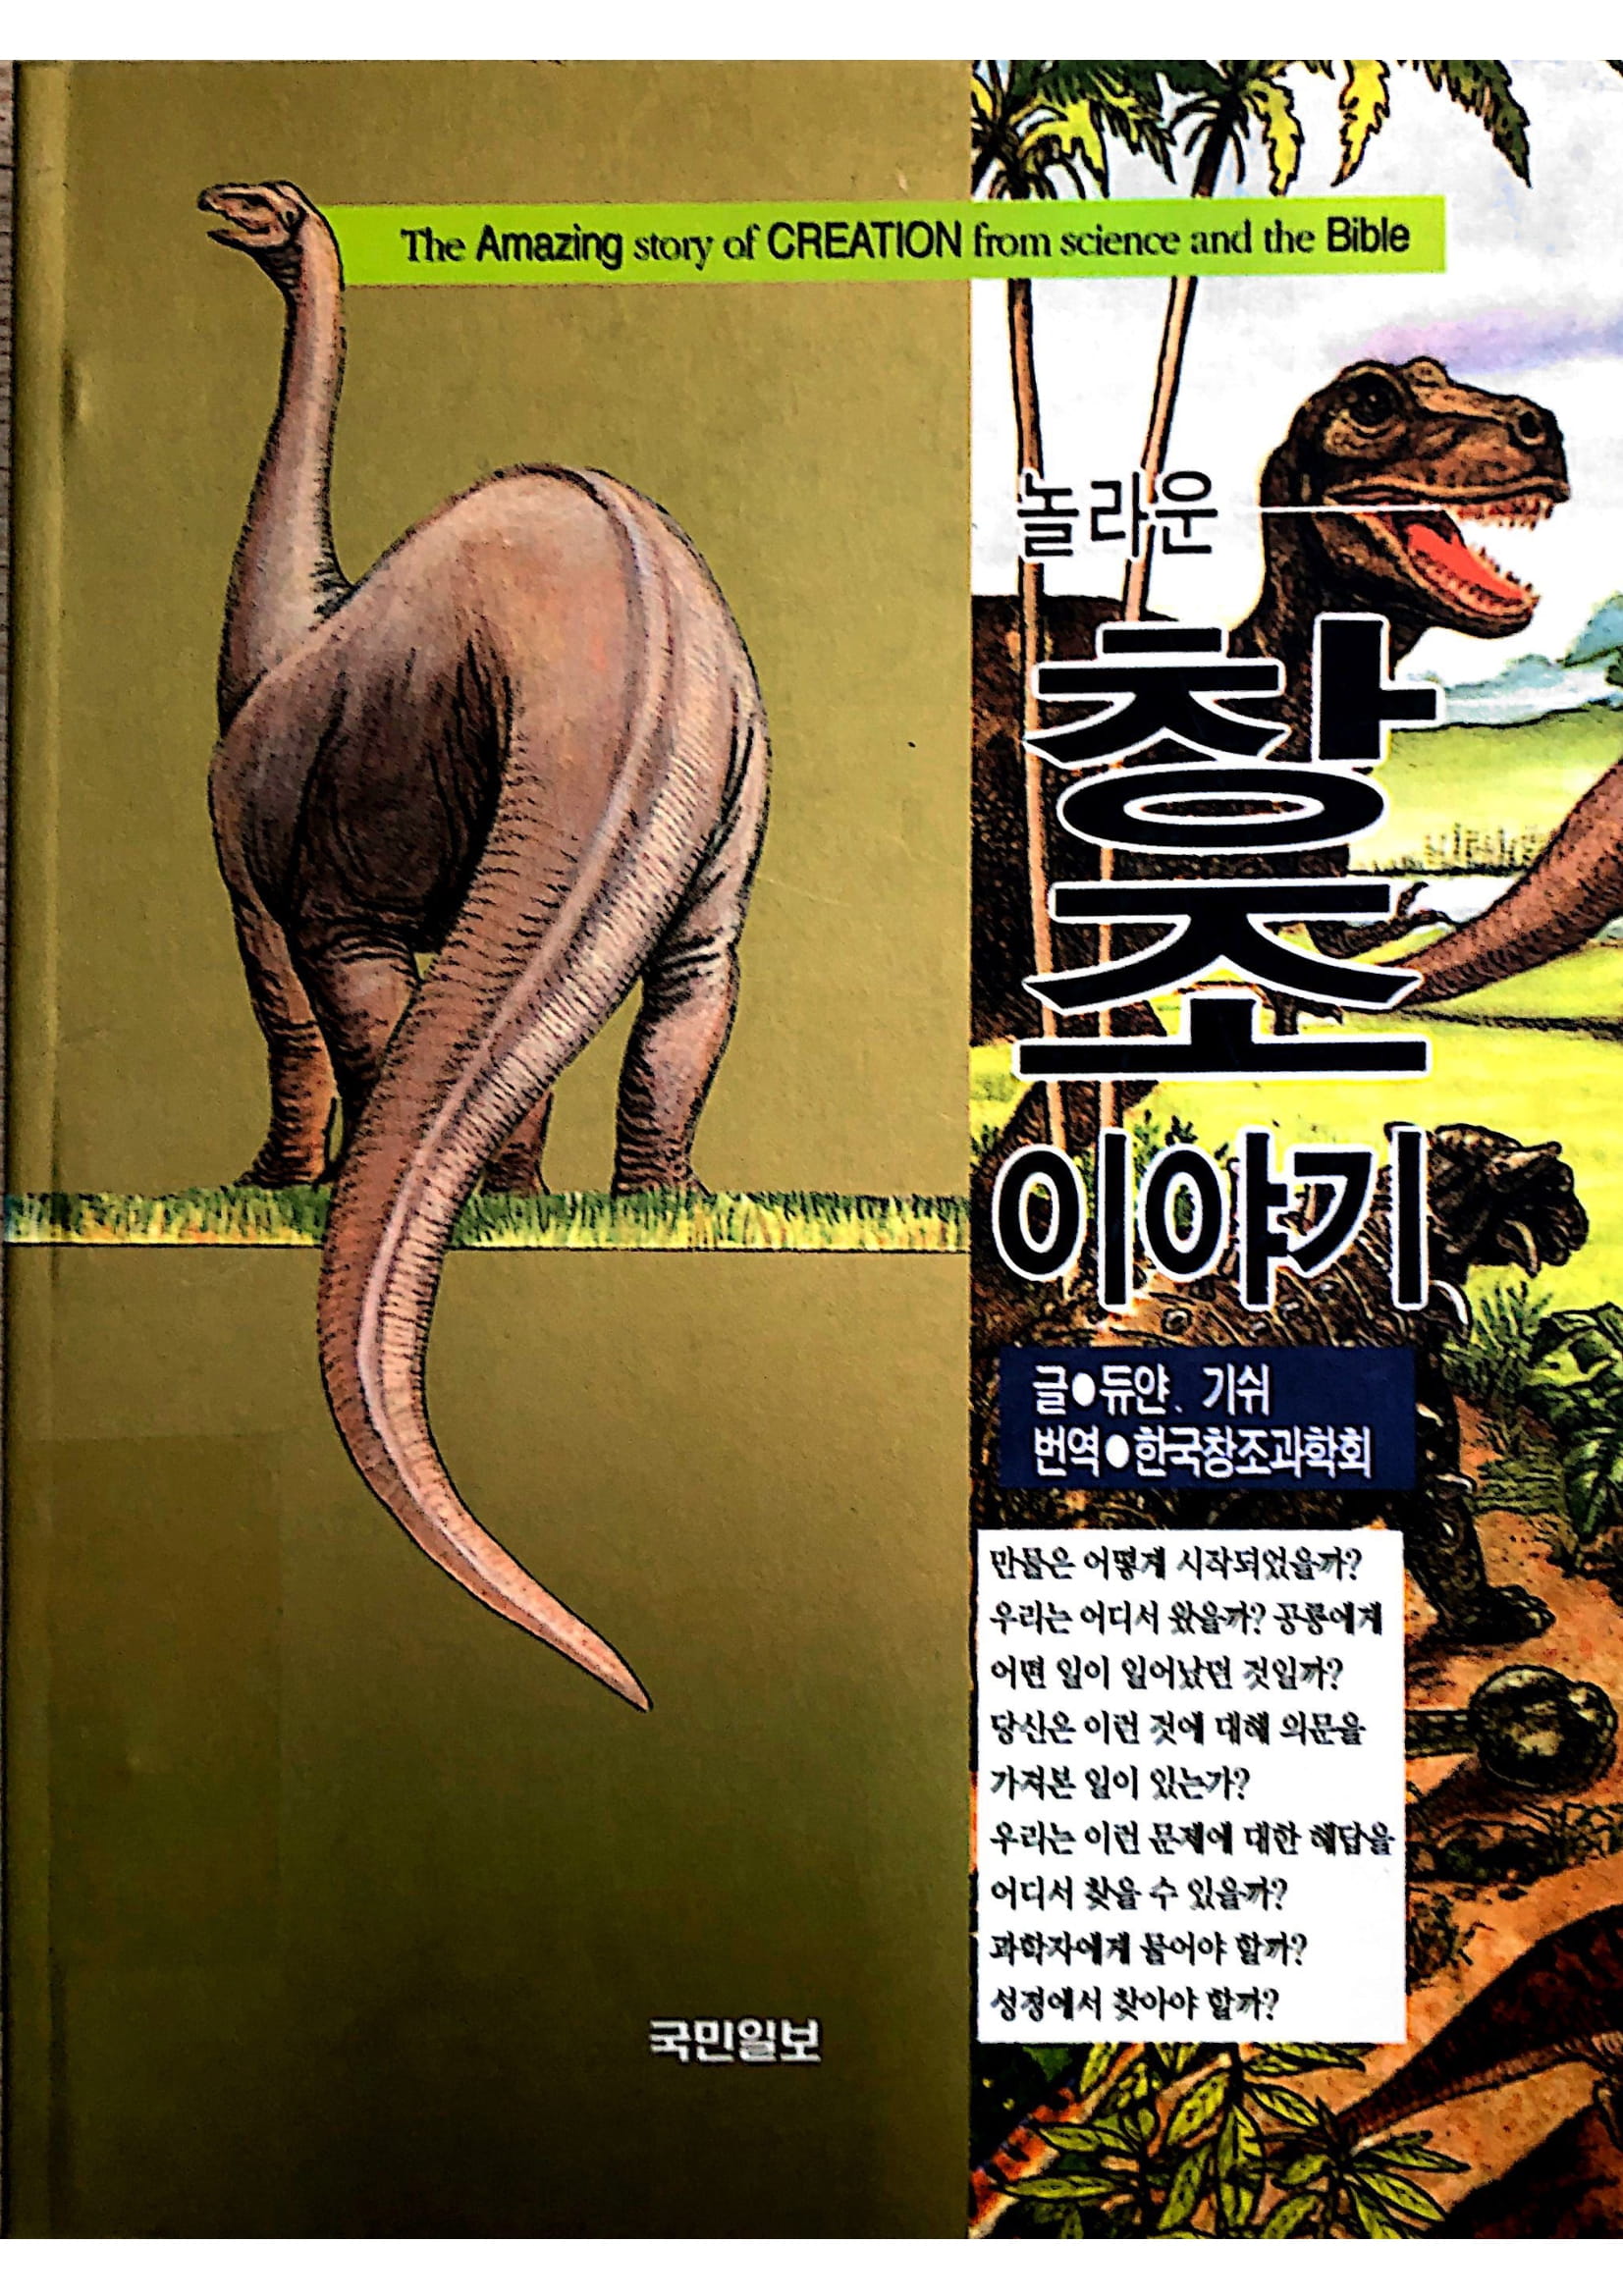 The Amazing story of CREATION from science and the Bible
놀라운
창조
이야기
글●듀안. 기쉬
번역●한국창조과학회
만물은 어떻게 시작되었을까?
우리는 어디서 왔을까? 공룡에게
어떤 일이 일어났던 것일까?
당신은 이런 것에 대해 의문을
가져본 일이 있는가?
우리는 이런 문제에 대한 해답을
어디서 찾을 수 있을까?
과학자에게 물어야 할까?
성경에서 찾아야 할까?
국민일보